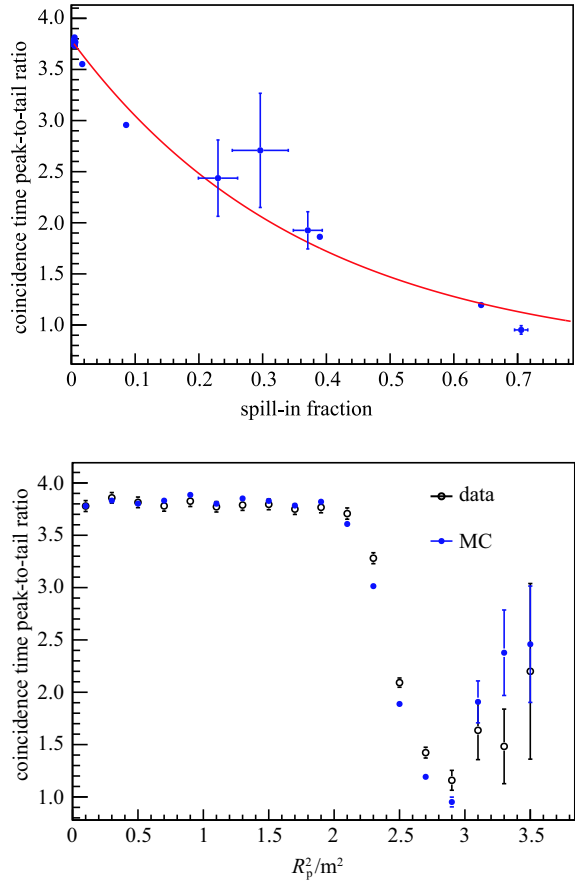 coincidence time peak-to-tail ratio
4.0
3.5
3.0
2.5
2.0
1.5
1.0
0 0.1 0.2 0.3 0.4 0.5 0.6 0.7
spill-in fraction
coincidence time peak-to-tail ratio
4.0
3.5
3.0
2.5
2.0
1.5
1.0
data
MC
0 0.5 1 1.5 2 2.5 3 3.5
R²ₚ/m²